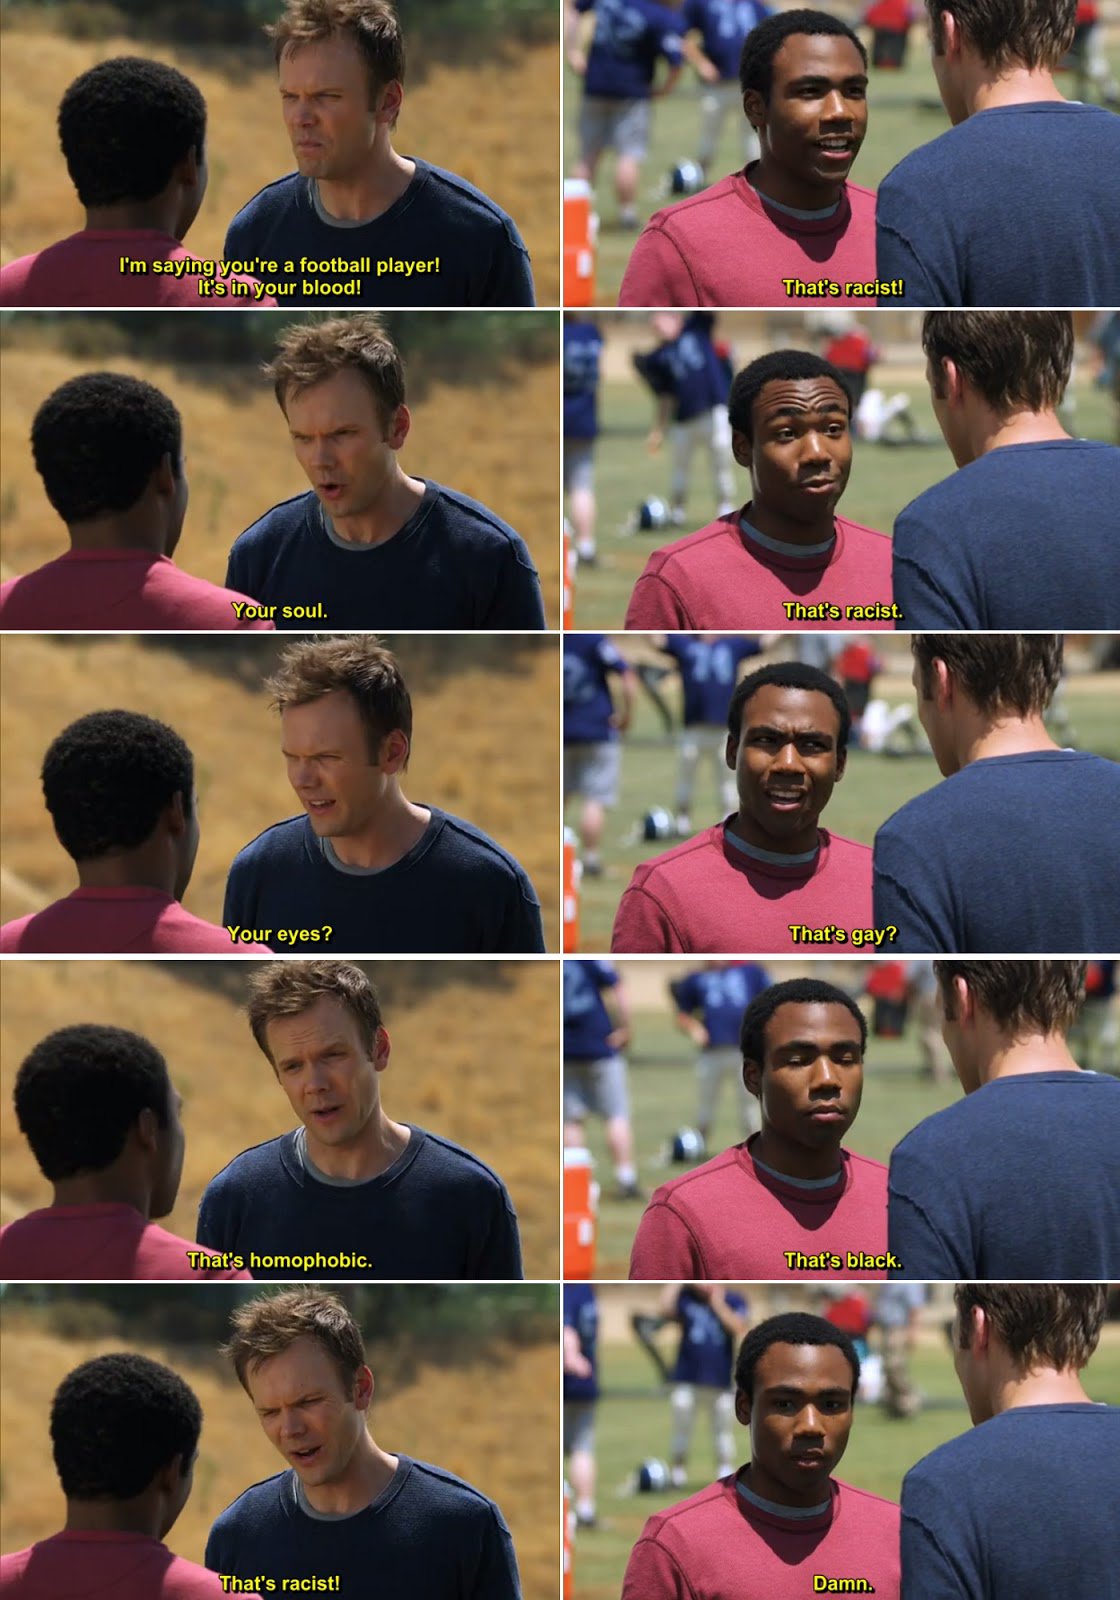 I'm saying you're a football player!
It's in your blood!
That's racist!
Your soul.
That's racist.
Your eyes?
That's gay?
That's homophobic.
That's black.
That's racist!
Damn.